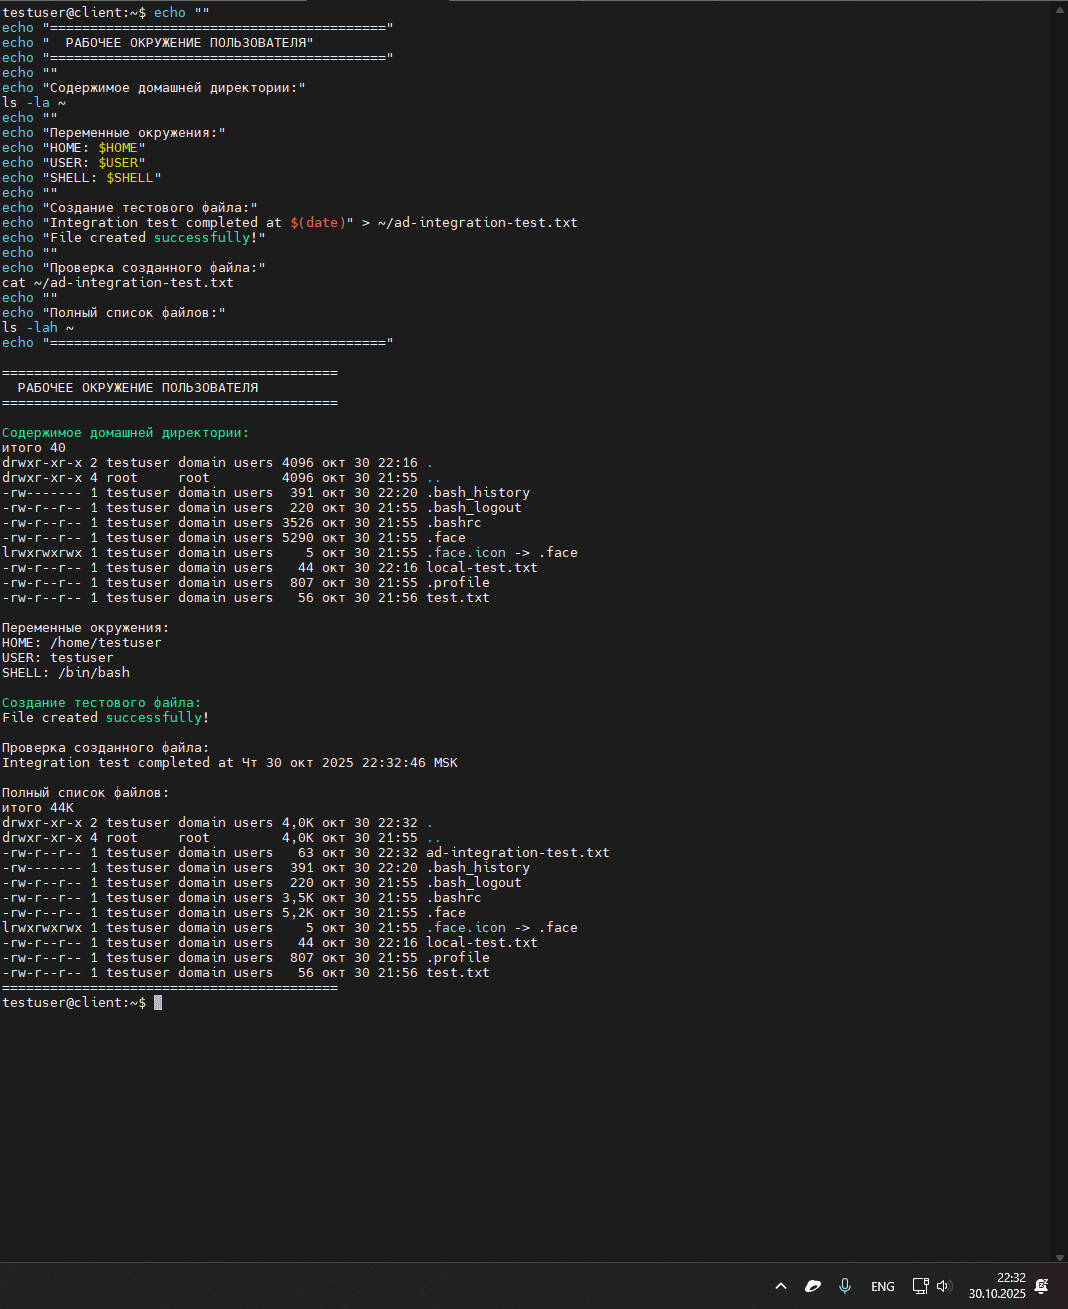 testuser@client:~$ echo ""
echo "=========================================="
echo "  РАБОЧЕЕ ОКРУЖЕНИЕ ПОЛЬЗОВАТЕЛЯ"
echo "=========================================="
echo ""
echo "Содержимое домашней директории:"
ls -la ~
echo ""
echo "Переменные окружения:"
echo "HOME: $HOME"
echo "USER: $USER"
echo "SHELL: $SHELL"
echo ""
echo "Создание тестового файла:"
echo "Integration test completed at $(date)" > ~/ad-integration-test.txt
echo "File created successfully!"
echo ""
echo "Проверка созданного файла:"
cat ~/ad-integration-test.txt
echo ""
echo "Полный список файлов:"
ls -lah ~
echo "=========================================="
==========================================
  РАБОЧЕЕ ОКРУЖЕНИЕ ПОЛЬЗОВАТЕЛЯ
==========================================
Содержимое домашней директории:
итого 40
drwxr-xr-x 2 testuser domain users 4096 окт 30 22:16 .
drwxr-xr-x 4 root     root         4096 окт 30 21:55 ..
-rw------- 1 testuser domain users  391 окт 30 22:20 .bash_history
-rw-r--r-- 1 testuser domain users  220 окт 30 21:55 .bash_logout
-rw-r--r-- 1 testuser domain users 3526 окт 30 21:55 .bashrc
-rw-r--r-- 1 testuser domain users 5290 окт 30 21:55 .face
lrwxrwxrwx 1 testuser domain users    5 окт 30 21:55 .face.icon -> .face
-rw-r--r-- 1 testuser domain users   44 окт 30 22:16 local-test.txt
-rw-r--r-- 1 testuser domain users  807 окт 30 21:55 .profile
-rw-r--r-- 1 testuser domain users   56 окт 30 21:56 test.txt
Переменные окружения:
HOME: /home/testuser
USER: testuser
SHELL: /bin/bash
Создание тестового файла:
File created successfully!
Проверка созданного файла:
Integration test completed at Чт 30 окт 2025 22:32:46 MSK
Полный список файлов:
итого 44K
drwxr-xr-x 2 testuser domain users 4,0K окт 30 22:32 .
drwxr-xr-x 4 root     root         4,0K окт 30 21:55 ..
-rw-r--r-- 1 testuser domain users   63 окт 30 22:32 ad-integration-test.txt
-rw------- 1 testuser domain users  391 окт 30 22:20 .bash_history
-rw-r--r-- 1 testuser domain users  220 окт 30 21:55 .bash_logout
-rw-r--r-- 1 testuser domain users 3,5K окт 30 21:55 .bashrc
-rw-r--r-- 1 testuser domain users 5,2K окт 30 21:55 .face
lrwxrwxrwx 1 testuser domain users    5 окт 30 21:55 .face.icon -> .face
-rw-r--r-- 1 testuser domain users   44 окт 30 22:16 local-test.txt
-rw-r--r-- 1 testuser domain users  807 окт 30 21:55 .profile
-rw-r--r-- 1 testuser domain users   56 окт 30 21:56 test.txt
==========================================
testuser@client:~$
ENG
22:32
30.10.2025